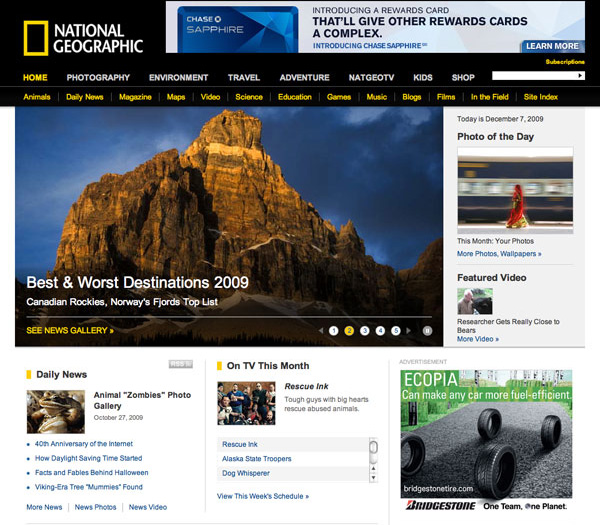 NATIONAL
GEOGRAPHIC
CHASE
SAPPHIRE
INTRODUCING A REWARDS CARD
THAT'LL GIVE OTHER REWARDS CARDS
A COMPLEX.
INTRODUCING CHASE SAPPHIRE
LEARN MORE
Subscriptions
HOME PHOTOGRAPHY ENVIRONMENT TRAVEL ADVENTURE NATGEOTV KIDS SHOP
Animals Daily News Magazine Maps Video Science Education Games Music Blogs Films In the Field Site Index
Today is December 7, 2009
Photo of the Day
This Month: Your Photos
More Photos, Wallpapers »
Featured Video
Researcher Gets Really Close to
Bears
More Video »
Best & Worst Destinations 2009
Canadian Rockies, Norway's Fjords Top List
SEE NEWS GALLERY »
1 2 3 4 5
Daily News
RSS
Animal "Zombies" Photo
Gallery
October 27, 2009
40th Anniversary of the Internet
How Daylight Saving Time Started
Facts and Fables Behind Halloween
Viking-Era Tree "Mummies" Found
More News News Photos News Video
On TV This Month
Rescue Ink
Tough guys with big hearts
rescue abused animals.
Rescue Ink
Alaska State Troopers
Dog Whisperer
View This Week's Schedule »
ADVERTISEMENT
ECOPIA
Can make any car more fuel-efficient.
bridgestonetire.com
BRIDGESTONE One Team, @ne Planet.